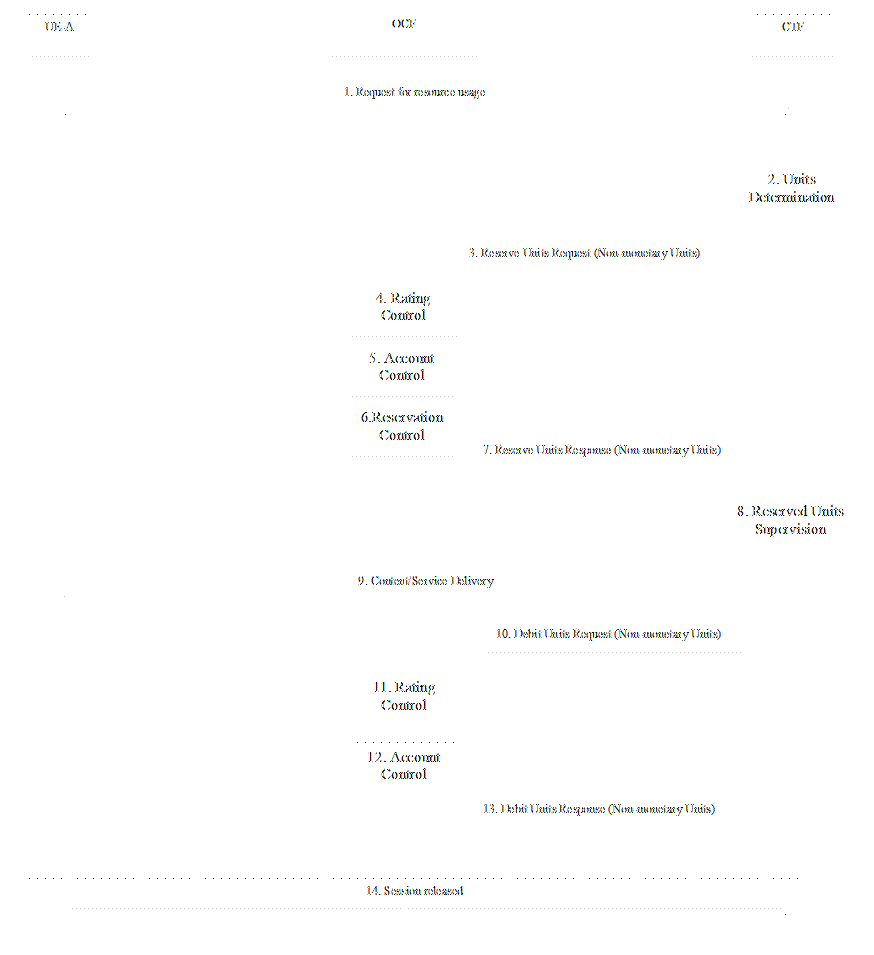 UE-A
OCF
CTF
1. Request for resource usage
2. Units
Determination
3. Reserve Units Request (Non-monetary Units)
4. Rating
Control
5. Account
Control
6.Reservation
Control
7. Reserve Units Response (Non-monetary Units)
8. Reserved Units
Supervision
9. Content/Service Delivery
10. Debit Units Request (Non-monetary Units)
11. Rating
Control
12. Account
Control
13. Debit Units Response (Non-monetary Units)
14. Session released